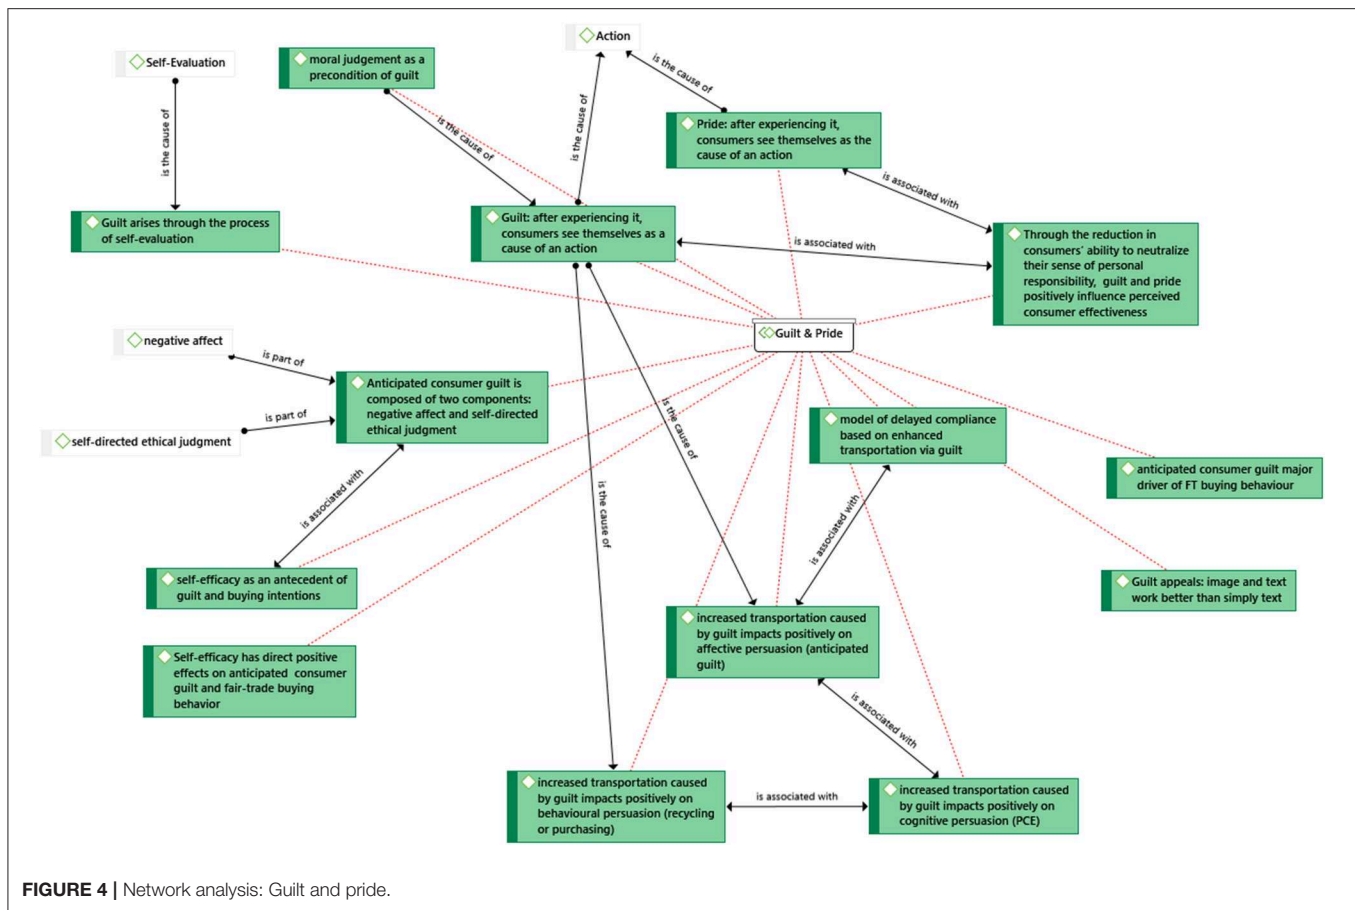 Self-Evaluation
is the cause of
Guilt arises through the process
of self-evaluation
moral judgement as a
precondition of guilt
is the cause of
Action
is the cause of
is the cause of
Pride: after experiencing it,
consumers see themselves as the
cause of an action
is associated with
Guilt: after experiencing it,
consumers see themselves as a
cause of an action
is associated with
Through the reduction in
consumers' ability to neutralize
their sense of personal
responsibility, guilt and pride
positively influence perceived
consumer effectiveness
Guilt & Pride
negative affect
is part of
self-directed ethical judgment
is part of
Anticipated consumer guilt is
composed of two components:
negative affect and self-directed
ethical judgment
is associated with
self-efficacy as an antecedent of
guilt and buying intentions
Self-efficacy has direct positive
effects on anticipated consumer
guilt and fair-trade buying
behavior
is the cause of
is the cause of
model of delayed compliance
based on enhanced
transportation via guilt
is associated with
anticipated consumer guilt major
driver of FT buying behaviour
Guilt appeals: image and text
work better than simply text
increased transportation caused
by guilt impacts positively on
affective persuasion (anticipated
guilt)
is associated with
increased transportation caused
by guilt impacts positively on
behavioural persuasion (recycling
or purchasing)
is associated with
increased transportation caused
by guilt impacts positively on
cognitive persuasion (PCE)
FIGURE 4 | Network analysis: Guilt and pride.